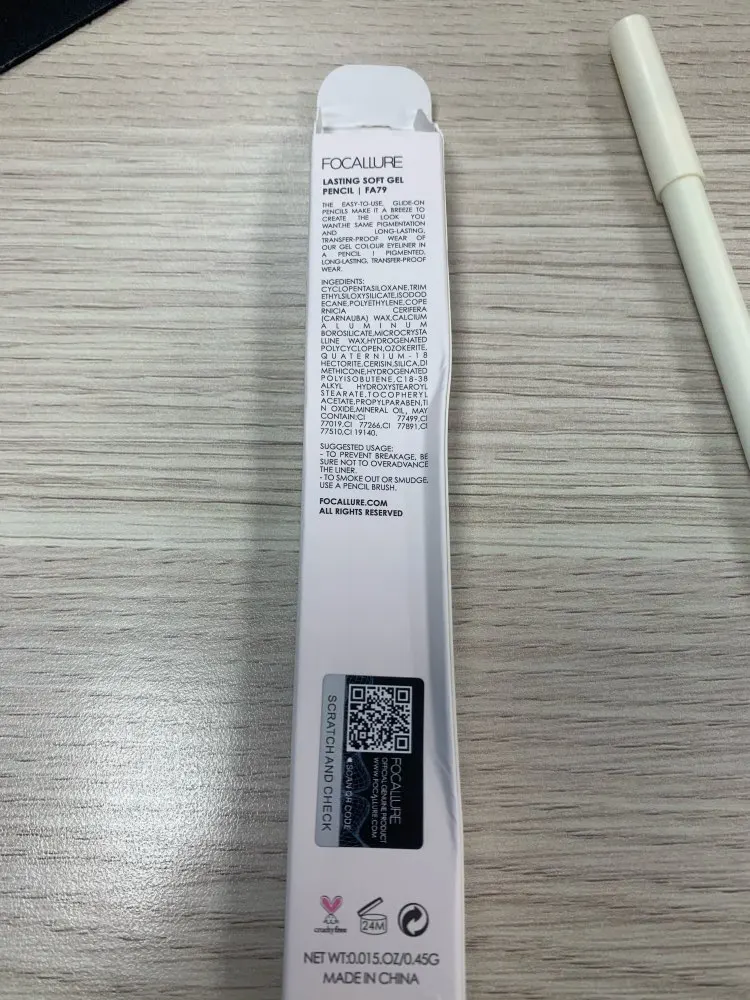 FOCALLURE
LASTING SOFT GEL
PENCIL | FA79
THE EASY-TO-USE, GLIDE-ON
PENCILS MAKE IT A BREEZE TO
CREATE THE LOOK YOU
WANT.THE SAME PIGMENTATION
AND LONG-LASTING,
TRANSFER-PROOF WEAR OF
OUR GEL COLOUR EYELINER IN
A PENCIL ! PIGMENTED,
LONG-LASTING, TRANSFER-PROOF
WEAR.
INGEDIENTS:
CYCLOPENTASILOXANE,TRIM
ETHYLSILOXYSILICATE,ISODOD
ECANE,POLYETHYLENE,COPE
RNICIA CERIFERA
(CARNAUBA) WAX,CALCIUM
ALUMINUM
BOROSILICATE,MICROCRYSTA
LLINE WAX,HYDROGENATED
POLYCYCLOPEN,OZOKERITE,
QUATERNIUM-18
HECTORITE,CERISIN,SILICA,DI
METHICONE,HYDROGENATED
POLYISOBUTENE,C18-38
ALKYL HYDROXYSTEAROYL
STEARATE,TOCOPHERYL
ACETATE,PROPYLPARABEN,TI
N OXIDE,MINERAL OIL, MAY
CONTAIN:CI 77499,CI
77019,CI 77266,CI 77891,CI
77510,CI 19140.
SUGGESTED USAGE:
- TO PREVENT BREAKAGE, BE
SURE NOT TO OVERADVANCE
THE LINER.
- TO SMOKE OUT OR SMUDGE,
USE A PENCIL BRUSH.
FOCALLURE.COM
ALL RIGHTS RESERVED
FOCALLURE
OFFICIAL GENUINE PRODUCT
WWW.FOCALLURE.COM
SCAN QR CODE
SCRATCH AND CHECK
crueltyfree
24M
NET WT:0.015.OZ/0.45G
MADE IN CHINA